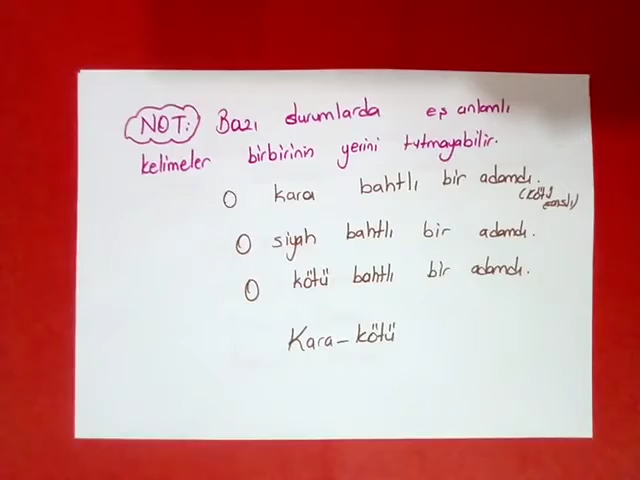 NOT: Bazı durumlarda eş anlamlı
kelimeler birbirinin yerini tutmayabilir.
O kara bahtlı bir adamdı.
(kötü şanslı)
O siyah bahtlı bir adamdı.
O kötü bahtlı bir adamdı.
Kara – kötü